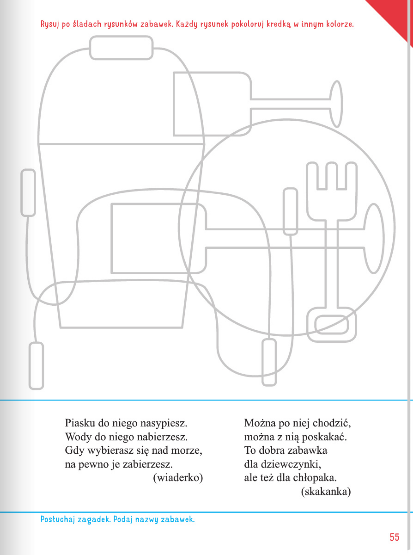 Rysuj po śladach rysunków zabawek. Każdy rysunek pokoloruj kredką w innym kolorze.
Piasku do niego nasypiesz.
Wody do niego nabierzesz.
Gdy wybierasz się nad morze,
na pewno je zabierzesz.
(wiaderko)
Można po niej chodzić,
można z nią poskakać.
To dobra zabawka
dla dziewczynki,
ale też dla chłopaka.
(skakanka)
Posłuchaj zagadek. Podaj nazwy zabawek.
55